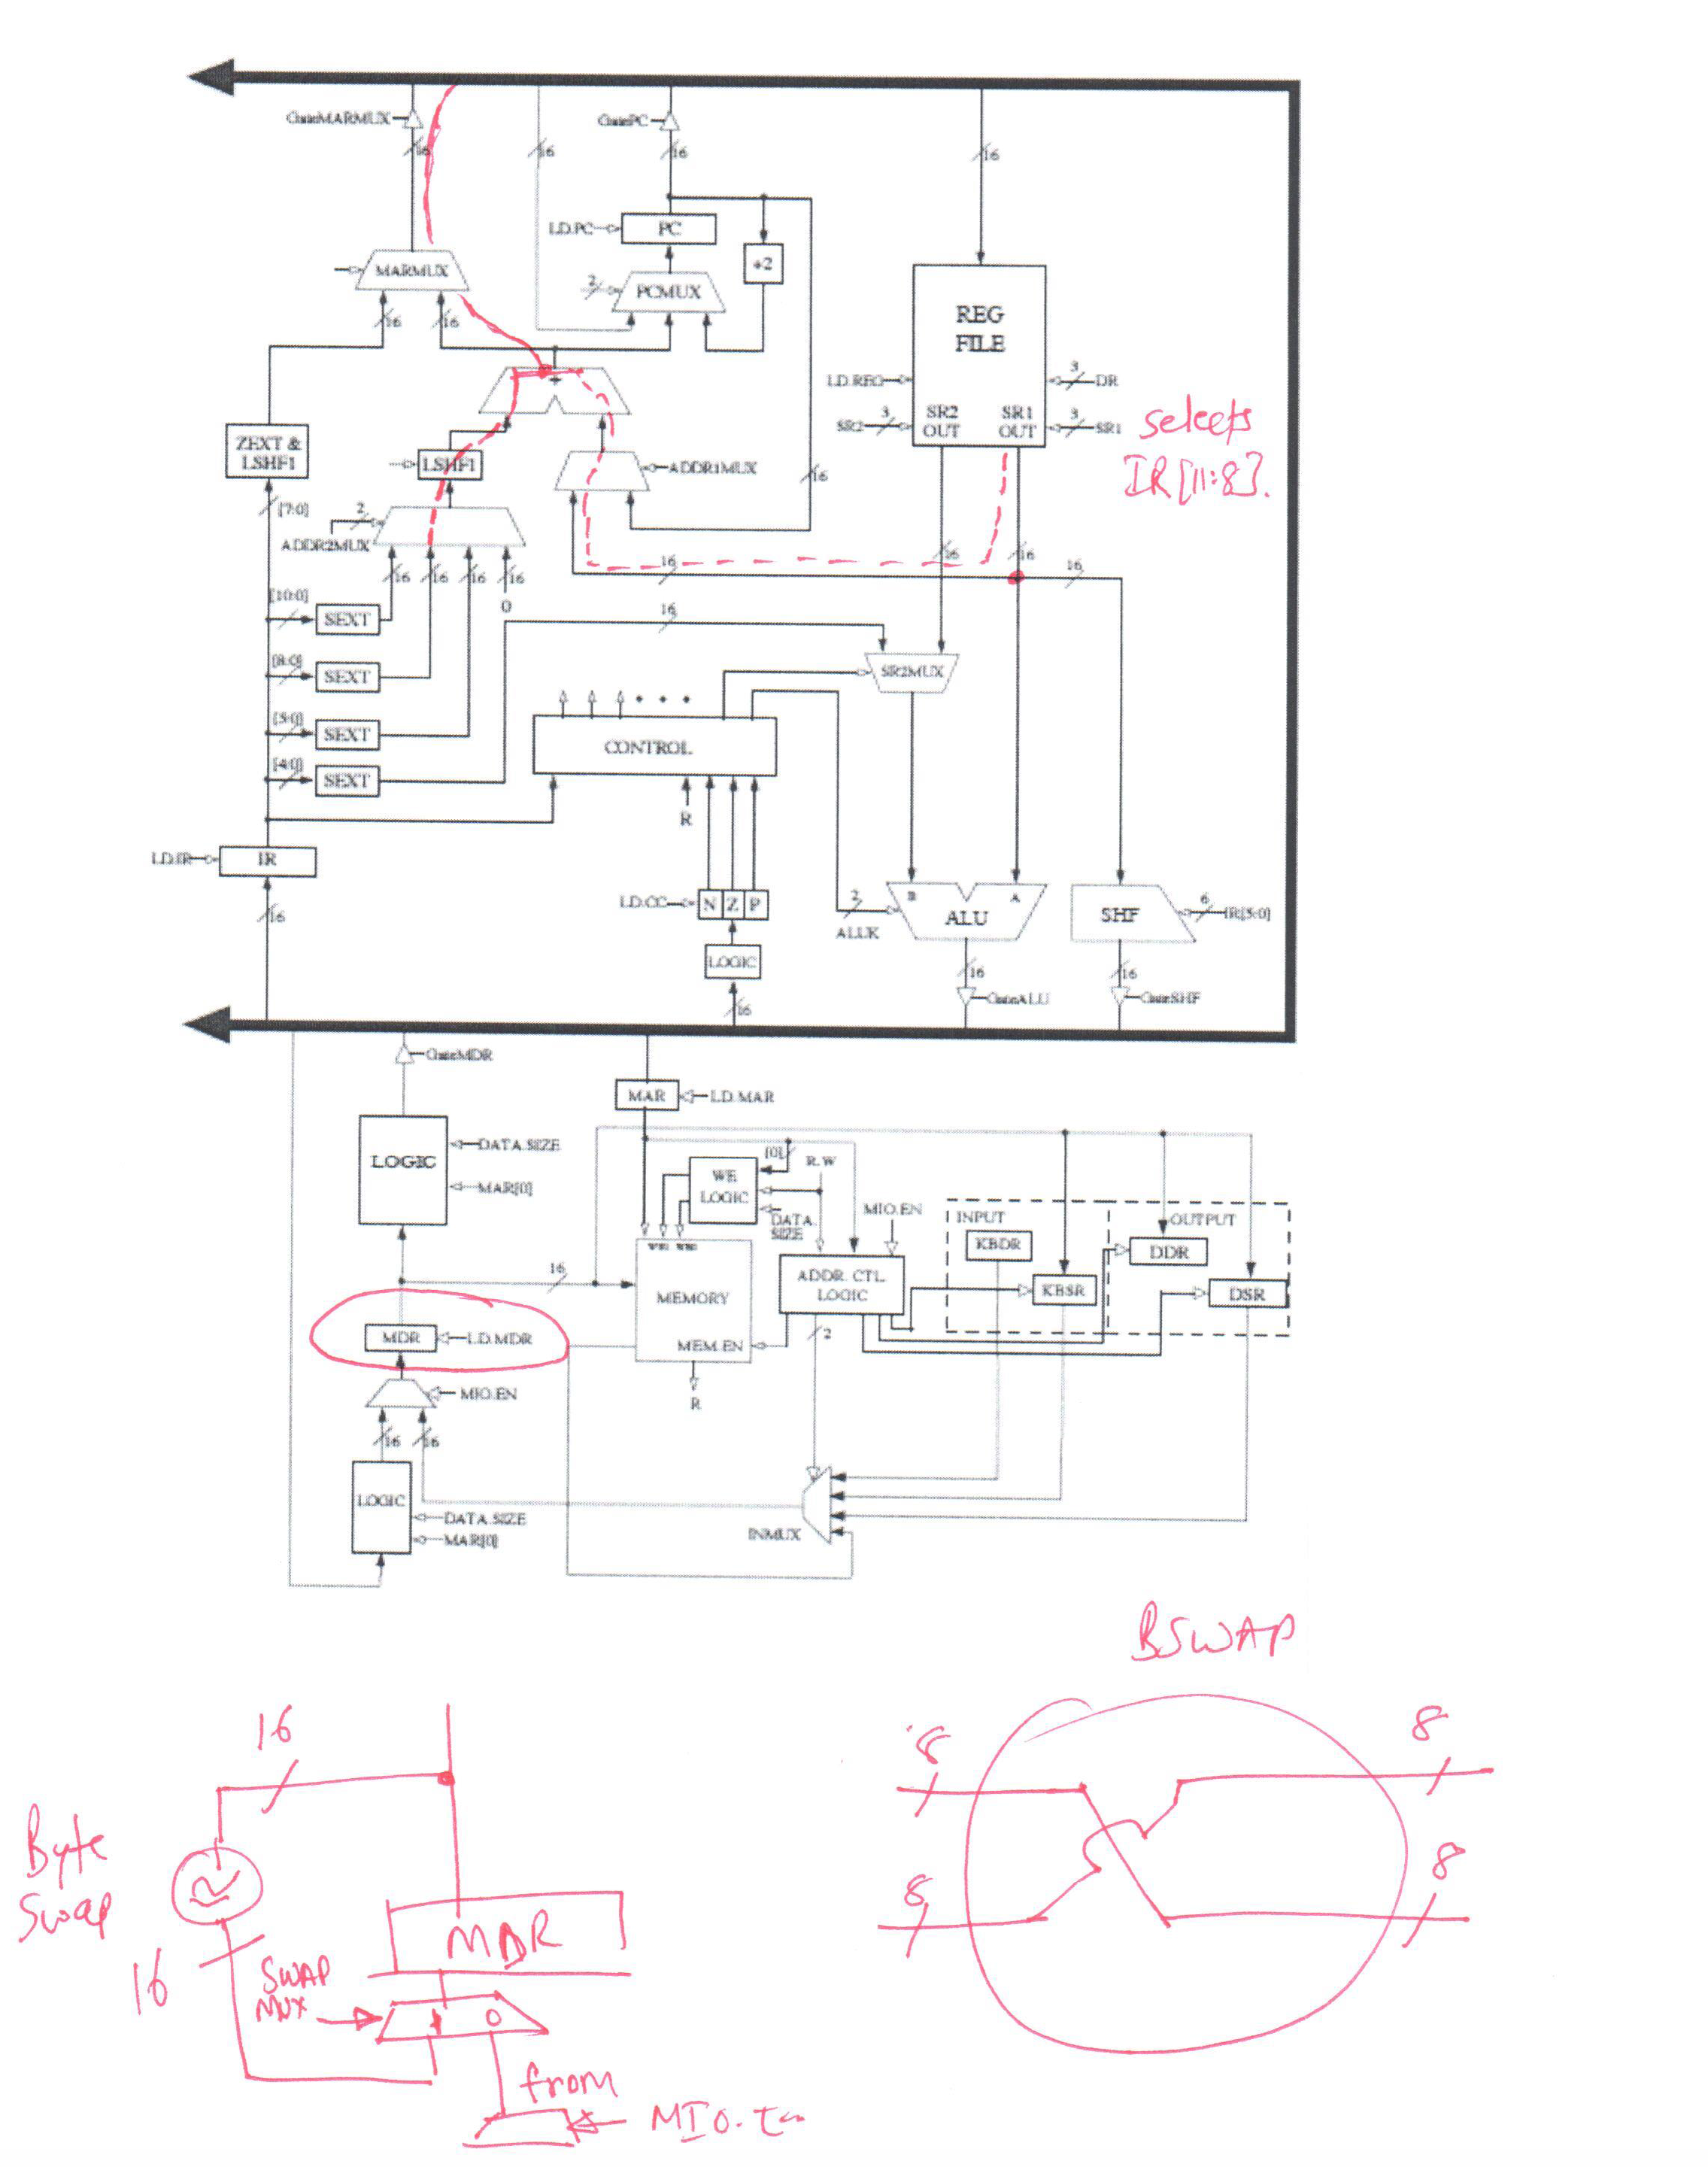 GateMARMUX
16
16
GatePC
16
16
LD.PC
PC
+2
MARMUX
2
PCMUX
16
16
REG
FILE
LD.REG
3
DR
SR2
3
SR2
OUT
SR1
OUT
3
SR1
selects
IR[11:8].
+
ZEXT &
LSHF1
LSHF1
ADDR1MUX
16
[7:0]
2
ADDR2MUX
16
16
16
16
0
16
16
16
16
[10:0]
SEXT
16
[8:0]
SEXT
SR2MUX
[5:0]
SEXT
CONTROL
[4:0]
SEXT
R
LD.IR
IR
16
LD.CC
N
Z
P
2
ALUK
B
A
ALU
SHF
6
IR[5:0]
LOGIC
16
16
GateALU
16
GateSHF
GateMDR
MAR
LD.MAR
LOGIC
DATA.SIZE
MAR[0]
[0]
R.W
WE
LOGIC
DATA.
SIZE
MIO.EN
INPUT
KBDR
OUTPUT
DDR
WE1 WE0
ADDR. CTL.
LOGIC
KBSR
DSR
16
MEMORY
MDR
LD.MDR
MEM.EN
2
MIO.EN
R
16
16
LOGIC
DATA.SIZE
MAR[0]
INMUX
BSWAP
16
8
8
Byte
Swap
8
8
MDR
16
SWAP
MUX
1
0
from